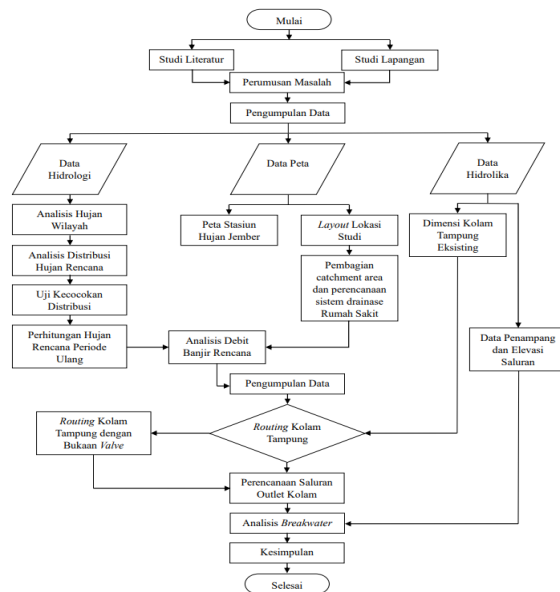 Mulai
Studi Literatur
Studi Lapangan
Perumusan Masalah
Pengumpulan Data
Data
Hidrologi
Data Peta
Data
Hidrolika
Analisis Hujan
Wilayah
Peta Stasiun
Hujan Jember
Layout Lokasi
Studi
Dimensi Kolam
Tampung
Eksisting
Analisis Distribusi
Hujan Rencana
Pembagian
catchment area
dan perencanaan
sistem drainase
Rumah Sakit
Uji Kecocokan
Distribusi
Perhitungan Hujan
Rencana Periode
Ulang
Analisis Debit
Banjir Rencana
Data Penampang
dan Elevasi
Saluran
Pengumpulan Data
Routing Kolam
Tampung dengan
Bukaan Valve
Routing Kolam
Tampung
Perencanaan Saluran
Outlet Kolam
Analisis Breakwater
Kesimpulan
Selesai